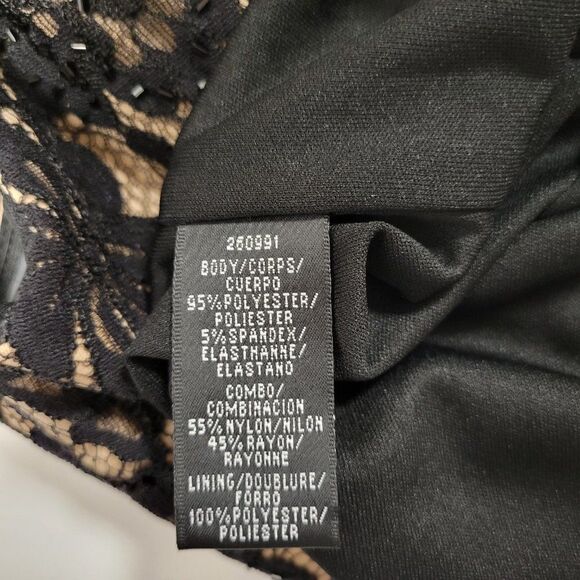 260991
BODY/CORPS/
CUERPO
95%POLYESTER/
POLIESTER
5%SPANDEX/
ELASTHANNE/
ELASTANO
COMBO/
COMBINACION
55%NYLON/NILON
45%RAYON/
RAYONNE
LINING/DOUBLURE/
FORRO
100%POLYESTER/
POLIESTER